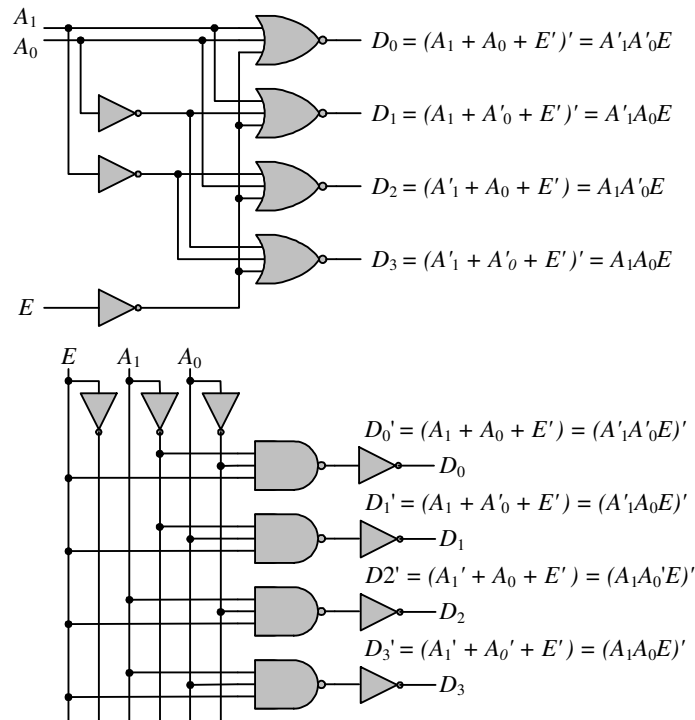 A₁
A₀
D₀ = (A₁ + A₀ + E')' = A'₁A'₀E
D₁ = (A₁ + A'₀ + E')' = A'₁A₀E
D₂ = (A'₁ + A₀ + E') = A₁A'₀E
D₃ = (A'₁ + A'₀ + E')' = A₁A₀E
E
E A₁ A₀
D₀' = (A₁ + A₀ + E') = (A'₁A'₀E)'
D₀
D₁' = (A₁ + A'₀ + E') = (A'₁A₀E)'
D₁
D2' = (A₁' + A₀ + E') = (A₁A₀'E)'
D₂
D₃' = (A₁' + A₀' + E') = (A₁A₀E)'
D₃